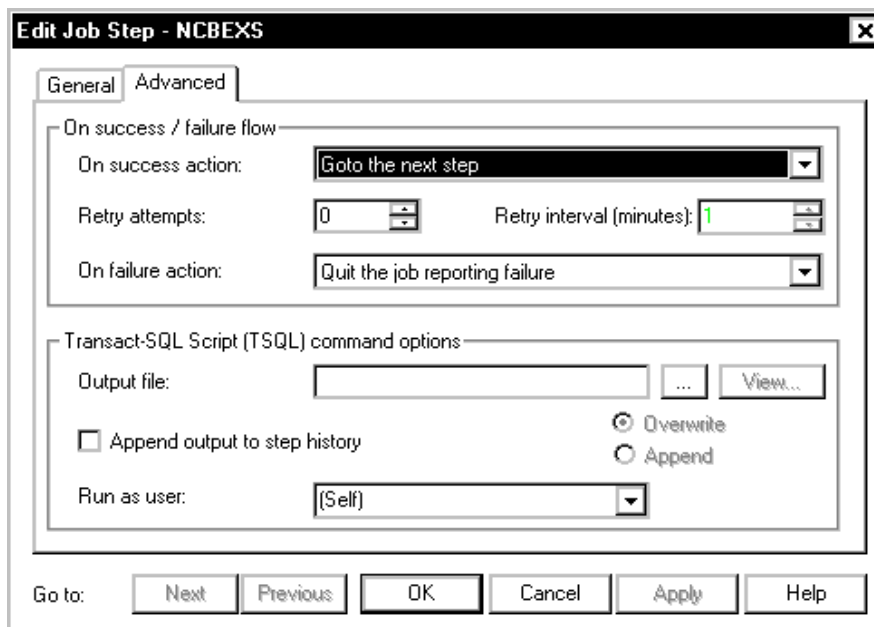 Edit Job Step - NCBEXS
General Advanced
On success / failure flow
On success action: Goto the next step
Retry attempts: 0 Retry interval (minutes): 1
On failure action: Quit the job reporting failure
Transact-SQL Script (TSQL) command options
Output file: ... View...
Overwrite
Append output to step history
Append
Run as user: (Self)
Go to: Next Previous OK Cancel Apply Help